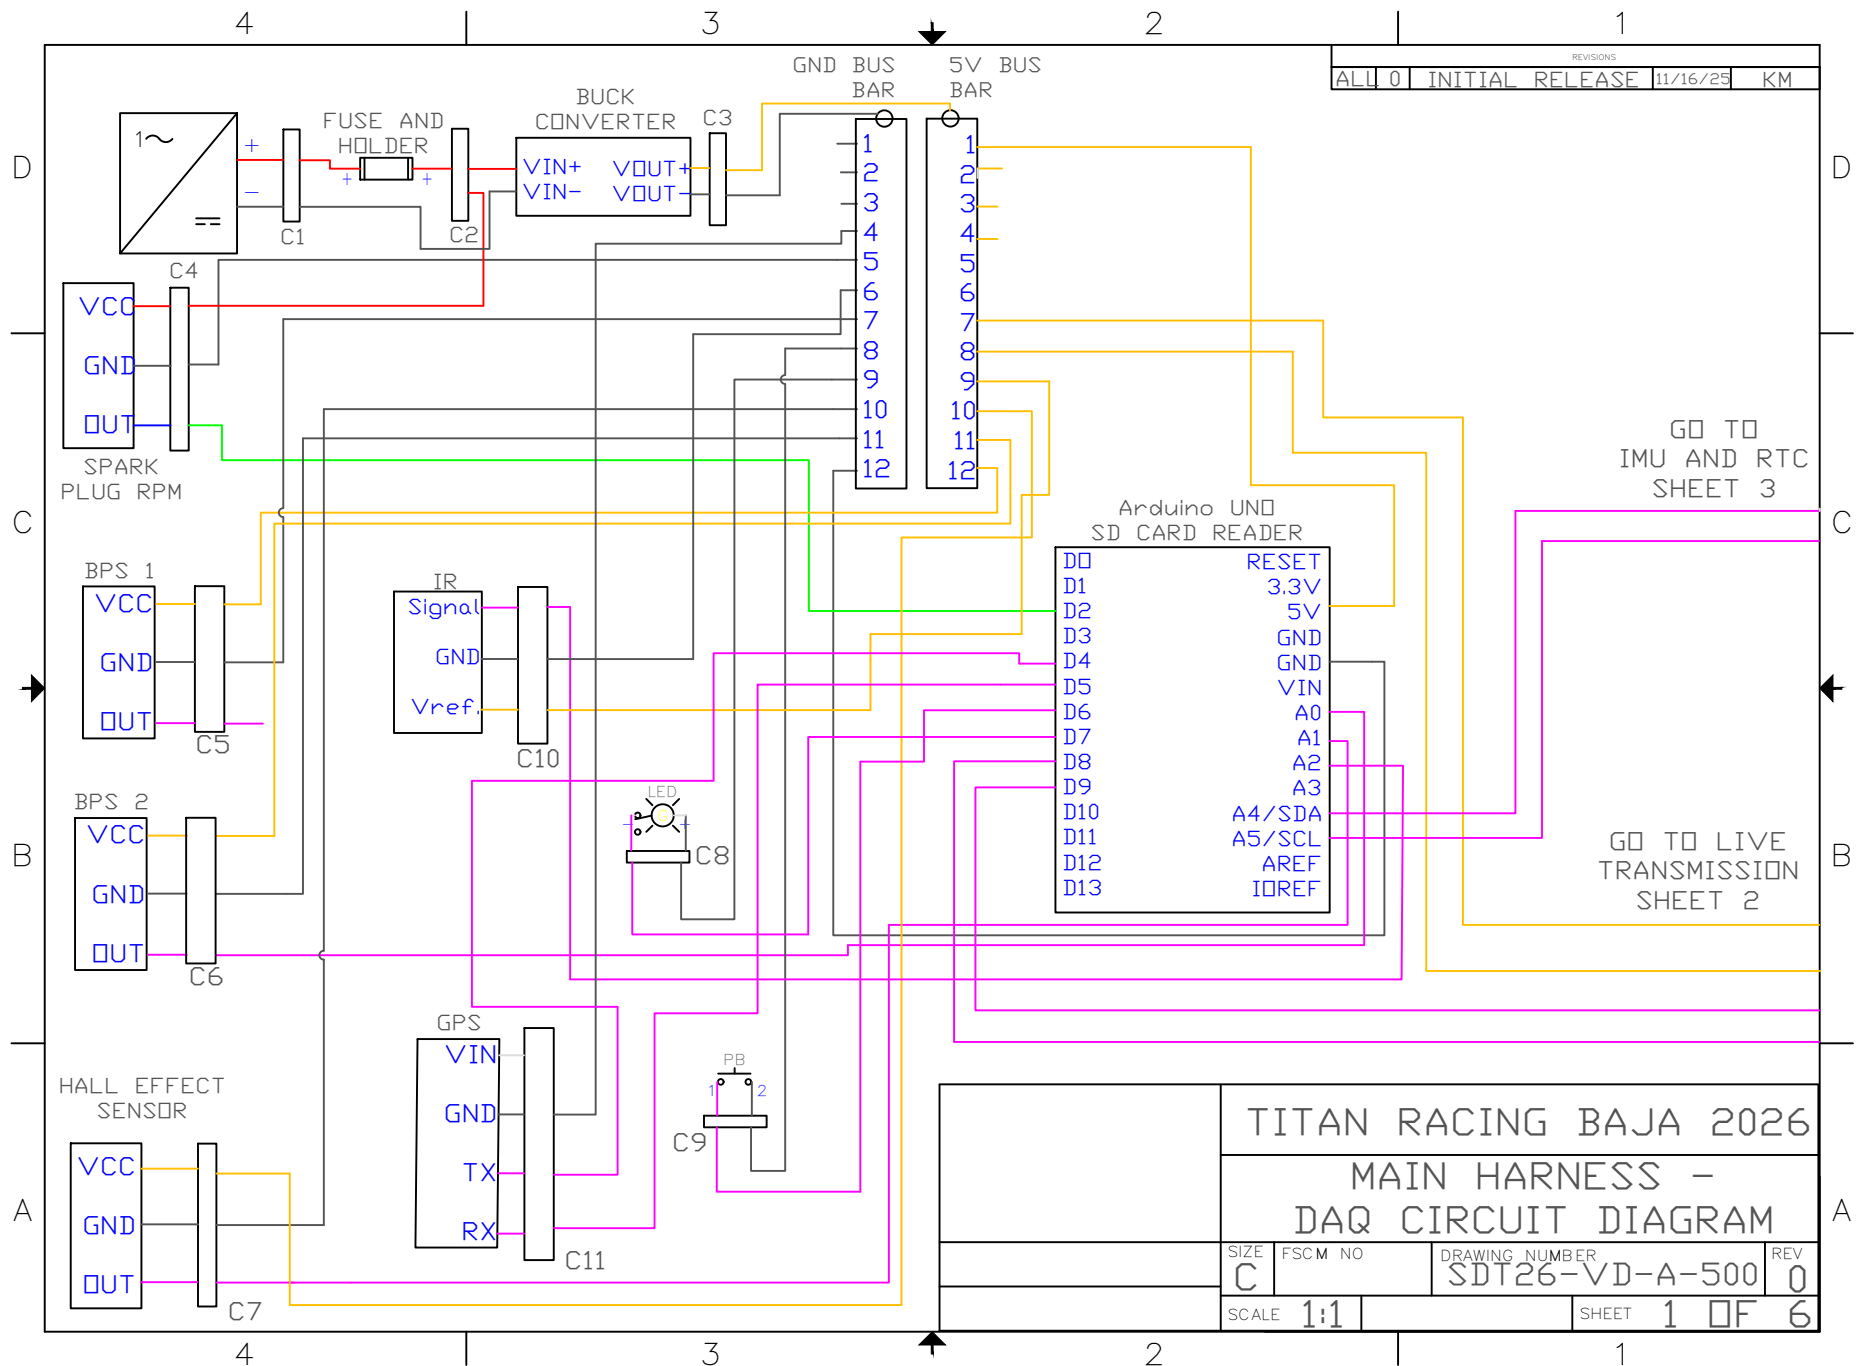 4 3 2 1
REVISIONS
ALL 0 INITIAL RELEASE 11/16/25 KM
GND BUS
BAR
5V BUS
BAR
D
D
1~
+
-
C1
FUSE AND
HOLDER
+ +
C2
BUCK
CONVERTER
VIN+ VOUT+
VIN- VOUT-
C3
1 1
2 2
3 3
4 4
5 5
6 6
7 7
8 8
9 9
10 10
11 11
12 12
C4
VCC
GND
OUT
SPARK
PLUG RPM
GO TO
IMU AND RTC
SHEET 3
C
C
BPS 1
VCC
GND
OUT
C5
IR
Signal
GND
Vref.
C10
Arduino UNO
SD CARD READER
D0 RESET
D1 3.3V
D2 5V
D3 GND
D4 GND
D5 VIN
D6 A0
D7 A1
D8 A2
D9 A3
D10 A4/SDA
D11 A5/SCL
D12 AREF
D13 IOREF
BPS 2
VCC
GND
OUT
C6
LED
- G +
C8
B
B
GO TO LIVE
TRANSMISSION
SHEET 2
GPS
VIN
GND
TX
RX
C11
PB
1 2
C9
HALL EFFECT
SENSOR
VCC
GND
OUT
C7
A
A
TITAN RACING BAJA 2026
MAIN HARNESS -
DAQ CIRCUIT DIAGRAM
SIZE FSCM NO DRAWING NUMBER REV
C SDT26-VD-A-500 0
SCALE 1:1 SHEET 1 OF 6
4 3 2 1